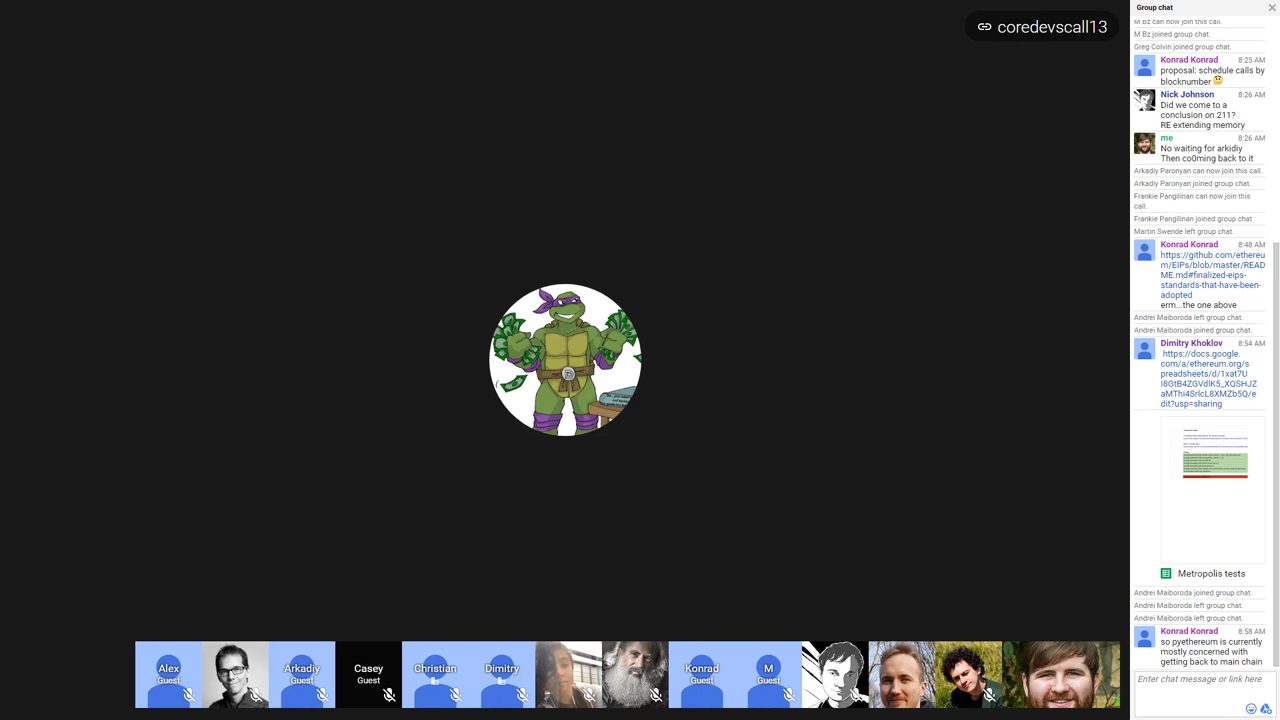 coredevscall13
Group chat
M Bz can now join this call.
M Bz joined group chat.
Greg Colvin joined group chat.
Konrad Konrad 8:25 AM
proposal: schedule calls by
blocknumber
Nick Johnson 8:26 AM
Did we come to a
conclusion on 211?
RE extending memory
me 8:26 AM
No waiting for arkidiy
Then co0ming back to it
Arkadiy Paronyan can now join this call.
Arkadiy Paronyan joined group chat.
Frankie Pangilinan can now join this
call.
Frankie Pangilinan joined group chat.
Martin Swende left group chat.
Konrad Konrad 8:48 AM
https://github.com/ethereu
m/EIPs/blob/master/READ
ME.md#finalized-eips-
standards-that-have-been-
adopted
erm...the one above
Andrei Maiboroda left group chat.
Andrei Maiboroda joined group chat.
Dimitry Khoklov 8:54 AM
https://docs.google.
com/a/ethereum.org/s
preadsheets/d/1xat7U
I8GtB4ZGVdlK5_XQSHJZ
aMThi4SrlcL8XMZb5Q/e
dit?usp=sharing
Metropolis tests
Andrei Maiboroda joined group chat.
Andrei Maiboroda left group chat.
Andrei Maiboroda left group chat.
Konrad Konrad 8:58 AM
so pyethereum is currently
mostly concerned with
getting back to main chain
Enter chat message or link here
Alex
Guest
Arkadiy
Guest
Casey
Guest
Christian
Guest
Dimitry
Guest
Konrad
Guest
M
Guest